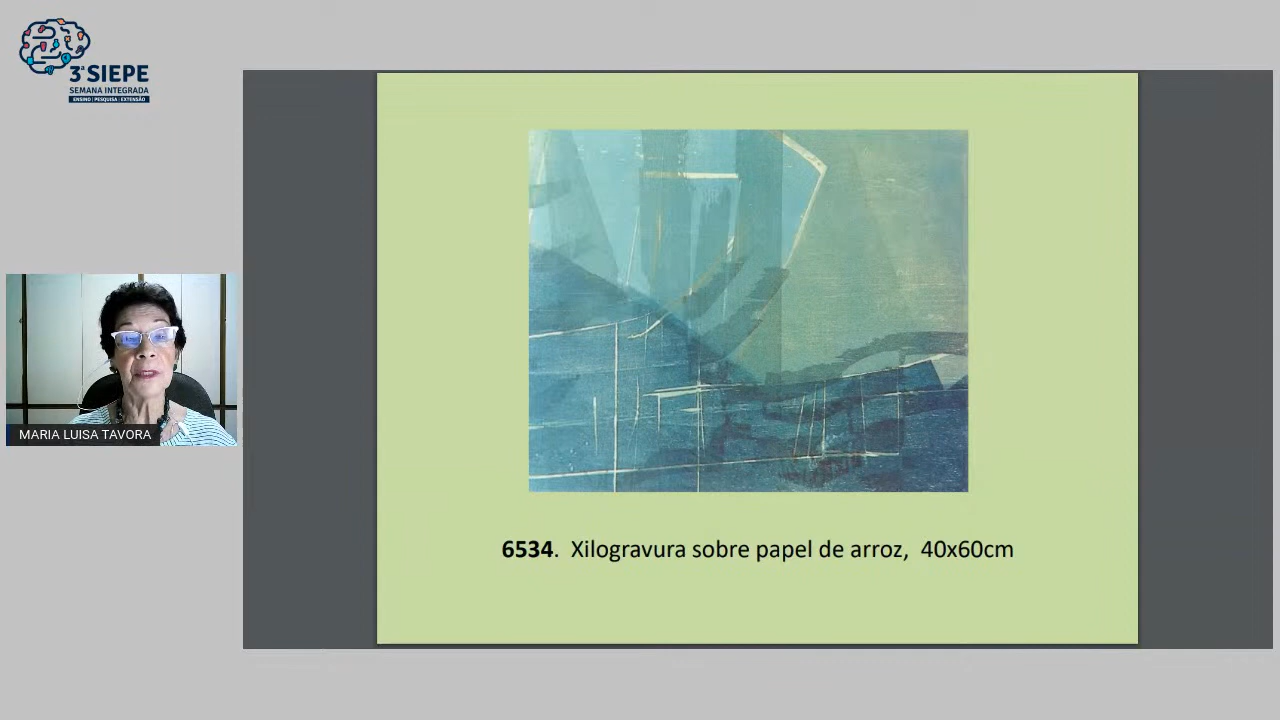 3ª SIEPE
SEMANA INTEGRADA
ENSINO | PESQUISA | EXTENSÃO
MARIA LUISA TAVORA
6534. Xilogravura sobre papel de arroz, 40x60cm